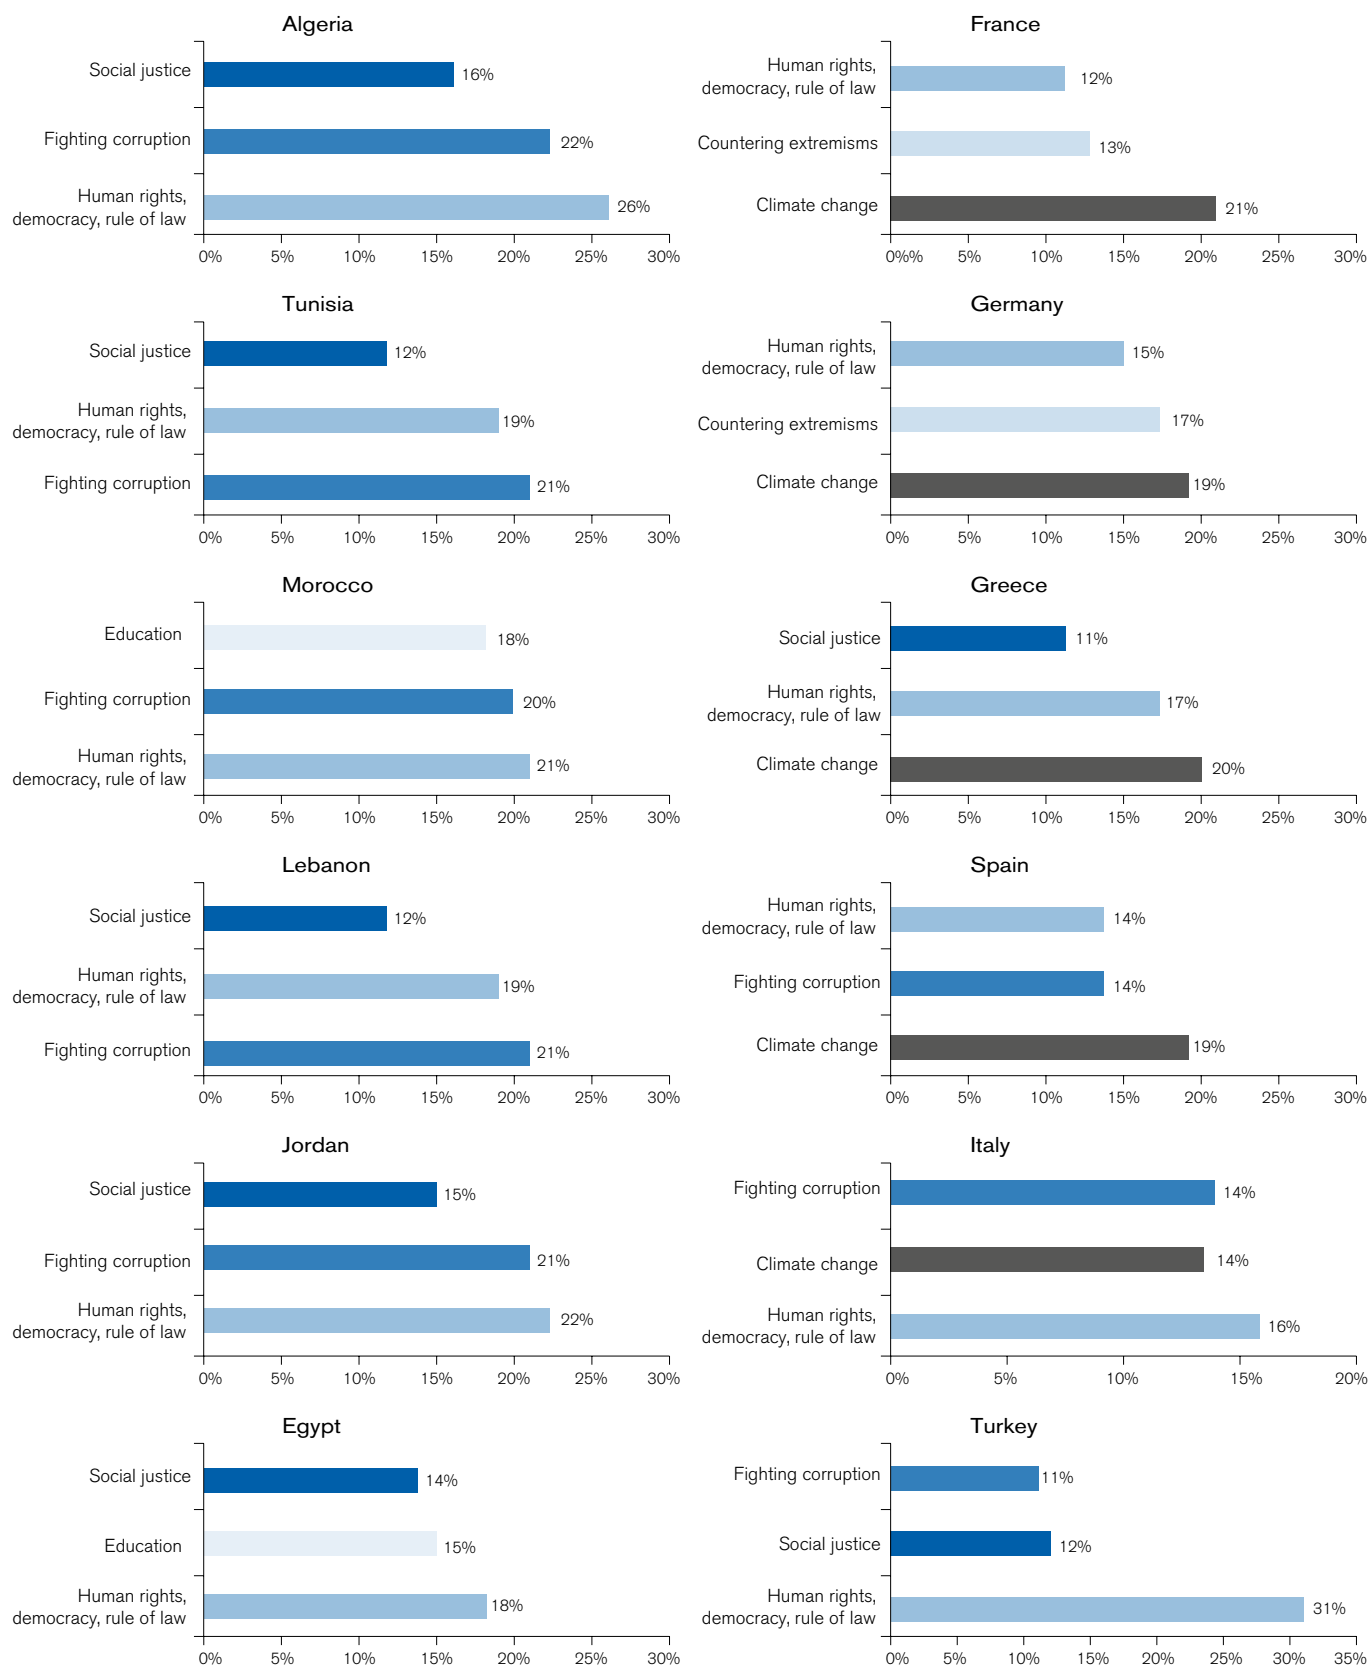 Algeria
Social justice
16%
Fighting corruption
22%
Human rights,
democracy, rule of law
26%
0% 5% 10% 15% 20% 25% 30%
France
Human rights,
democracy, rule of law
12%
Countering extremisms
13%
Climate change
21%
0%% 5% 10% 15% 20% 25% 30%
Tunisia
Social justice
12%
Human rights,
democracy, rule of law
19%
Fighting corruption
21%
0% 5% 10% 15% 20% 25% 30%
Germany
Human rights,
democracy, rule of law
15%
Countering extremisms
17%
Climate change
19%
0% 5% 10% 15% 20% 25% 30%
Morocco
Education
18%
Fighting corruption
20%
Human rights,
democracy, rule of law
21%
0% 5% 10% 15% 20% 25% 30%
Greece
Social justice
11%
Human rights,
democracy, rule of law
17%
Climate change
20%
0% 5% 10% 15% 20% 25% 30%
Lebanon
Social justice
12%
Human rights,
democracy, rule of law
19%
Fighting corruption
21%
0% 5% 10% 15% 20% 25% 30%
Spain
Human rights,
democracy, rule of law
14%
Fighting corruption
14%
Climate change
19%
0% 5% 10% 15% 20% 25% 30%
Jordan
Social justice
15%
Fighting corruption
21%
Human rights,
democracy, rule of law
22%
0% 5% 10% 15% 20% 25% 30%
Italy
Fighting corruption
14%
Climate change
14%
Human rights,
democracy, rule of law
16%
0% 5% 10% 15% 20%
Egypt
Social justice
14%
Education
15%
Human rights,
democracy, rule of law
18%
0% 5% 10% 15% 20% 25% 30%
Turkey
Fighting corruption
11%
Social justice
12%
Human rights,
democracy, rule of law
31%
0% 5% 10% 15% 20% 25% 30% 35%